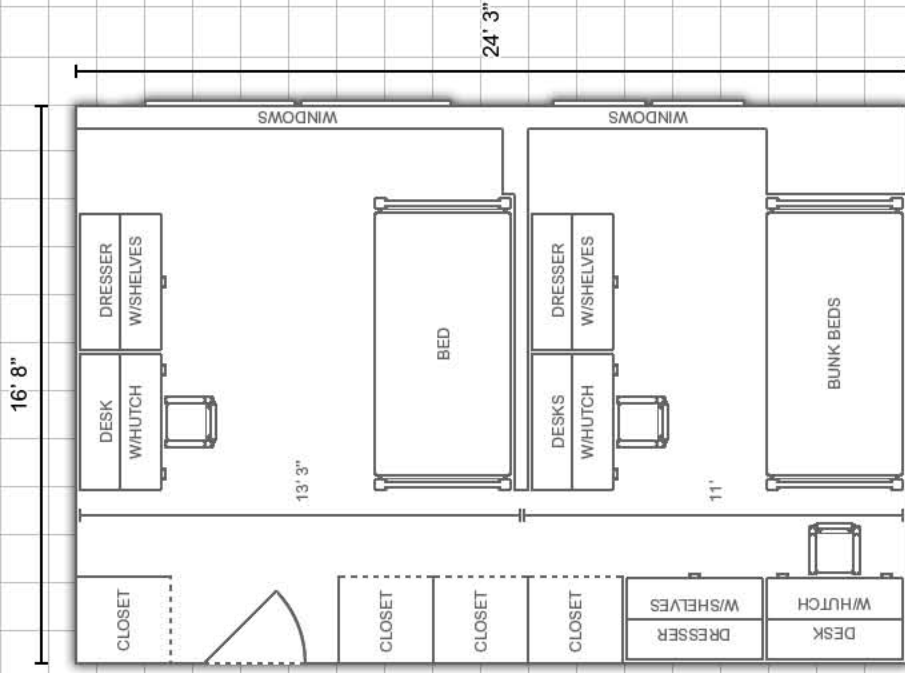 24' 3"
WINDOWS
WINDOWS
DRESSER
W/SHELVES
DRESSER
W/SHELVES
BED
BUNK BEDS
16' 8"
DESK
W/HUTCH
DESKS
W/HUTCH
13' 3"
11'
CLOSET
CLOSET
CLOSET
CLOSET
DRESSER
W/SHELVES
DESK
W/HUTCH